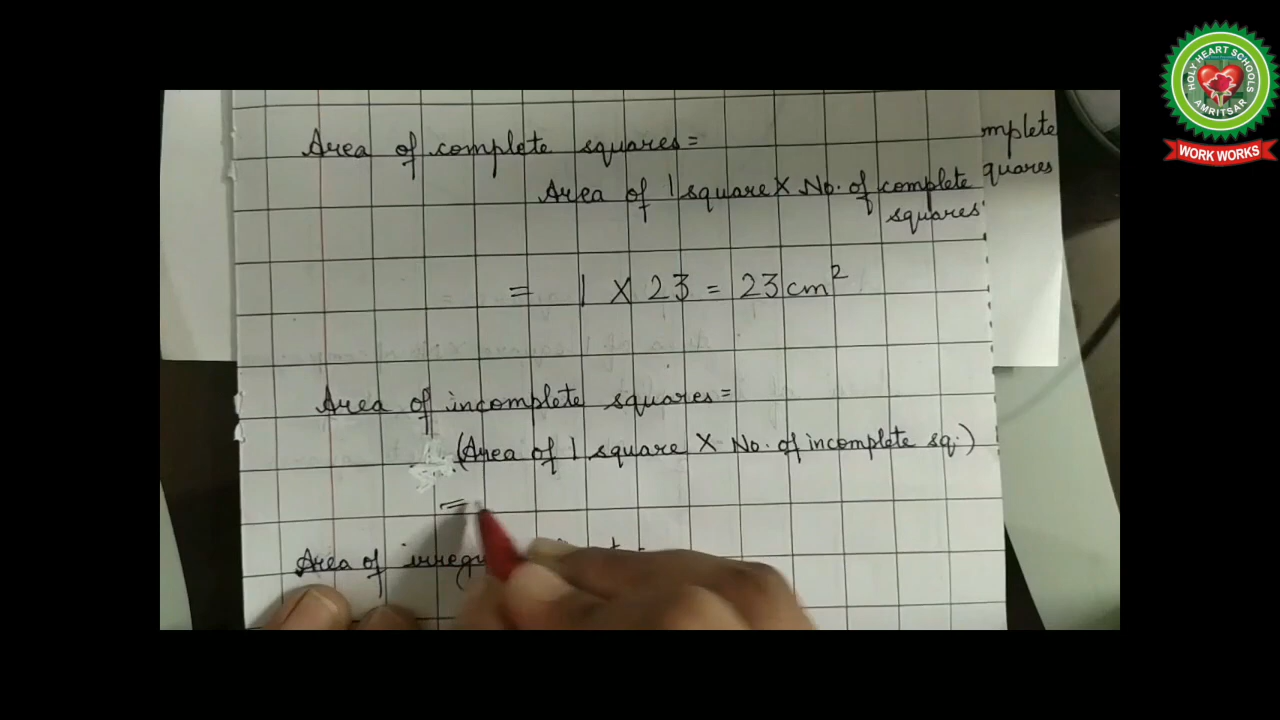 Area of complete squares=
Area of 1 square X No. of complete
squares
= 1 X 23 = 23 cm²
Area of incomplete squares=
(Area of 1 square X No. of incomplete sq.)
=
Area of
mplete
quares
HOLY HEART SCHOOLS
AMRITSAR
WORK WORKS